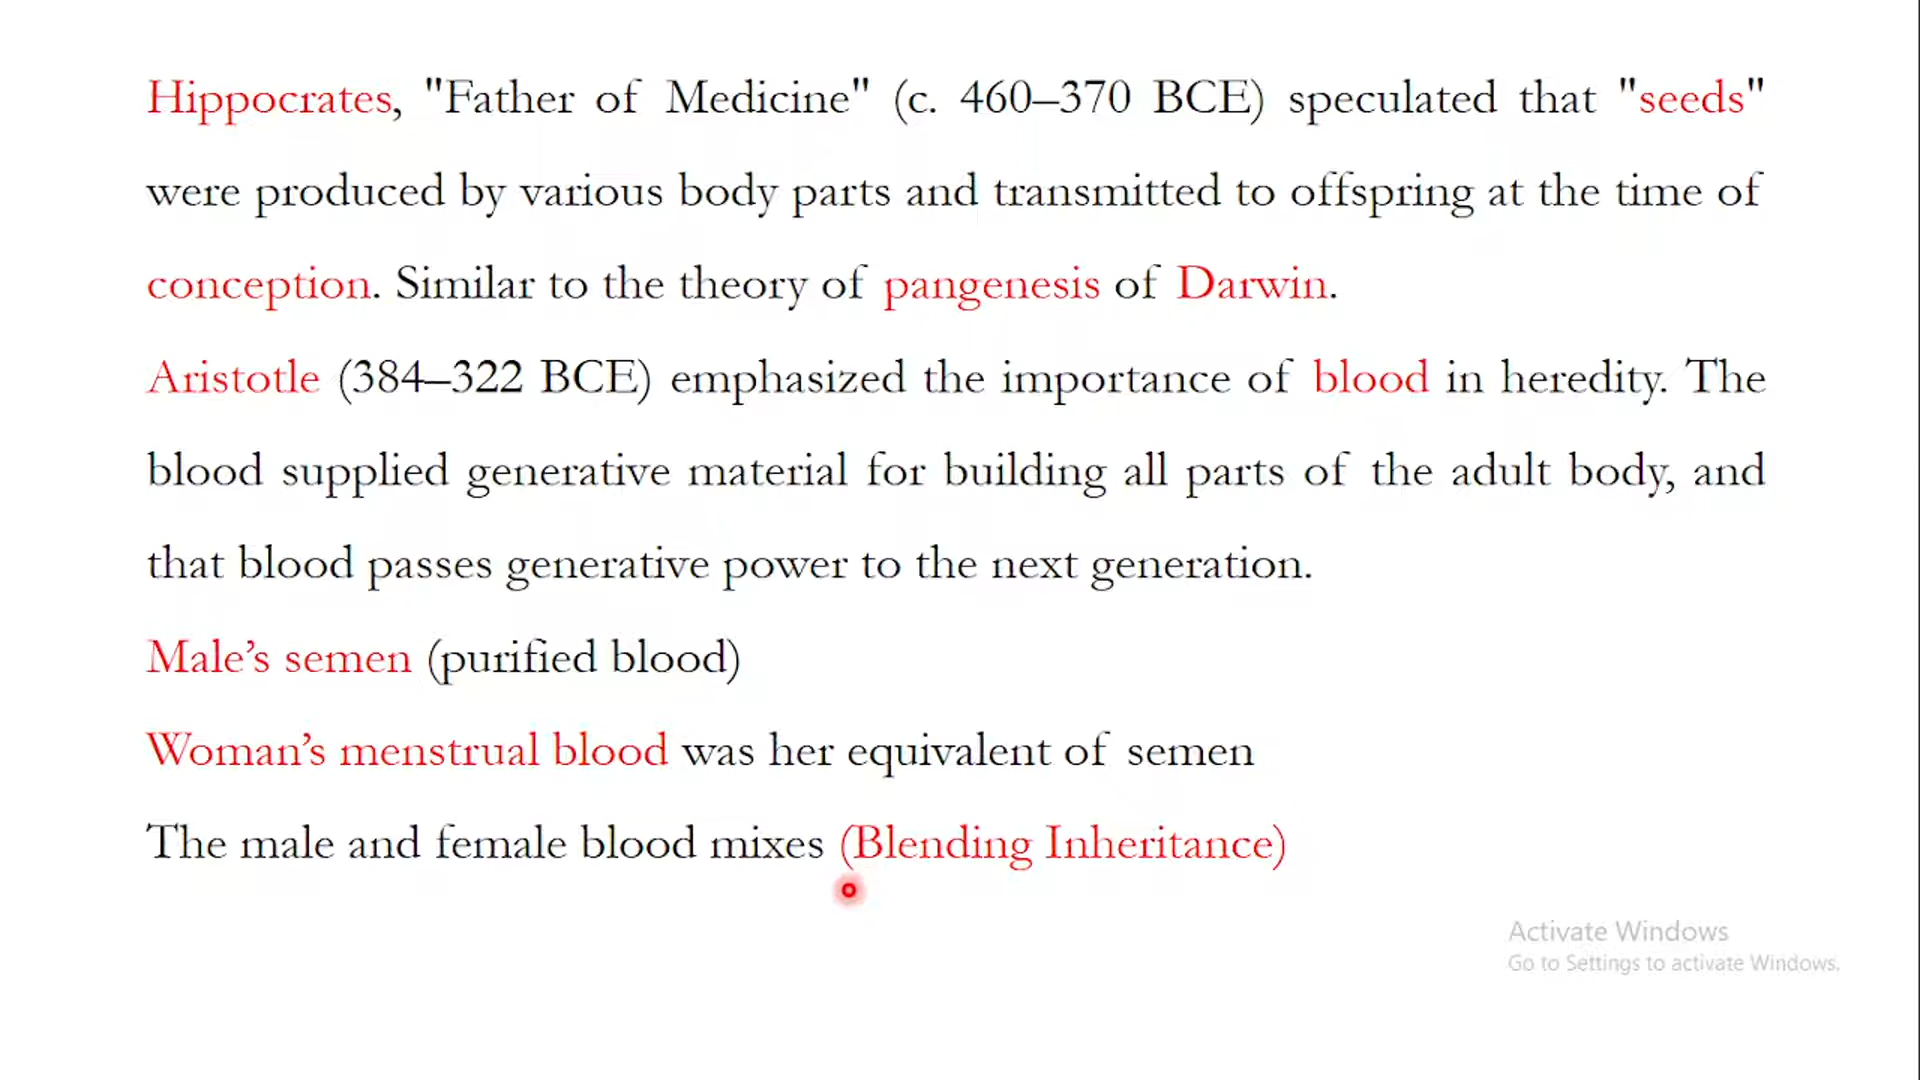 Hippocrates, "Father of Medicine" (c. 460–370 BCE) speculated that "seeds"
were produced by various body parts and transmitted to offspring at the time of
conception. Similar to the theory of pangenesis of Darwin.
Aristotle (384–322 BCE) emphasized the importance of blood in heredity. The
blood supplied generative material for building all parts of the adult body, and
that blood passes generative power to the next generation.
Male’s semen (purified blood)
Woman’s menstrual blood was her equivalent of semen
The male and female blood mixes (Blending Inheritance)
Activate Windows
Go to Settings to activate Windows.